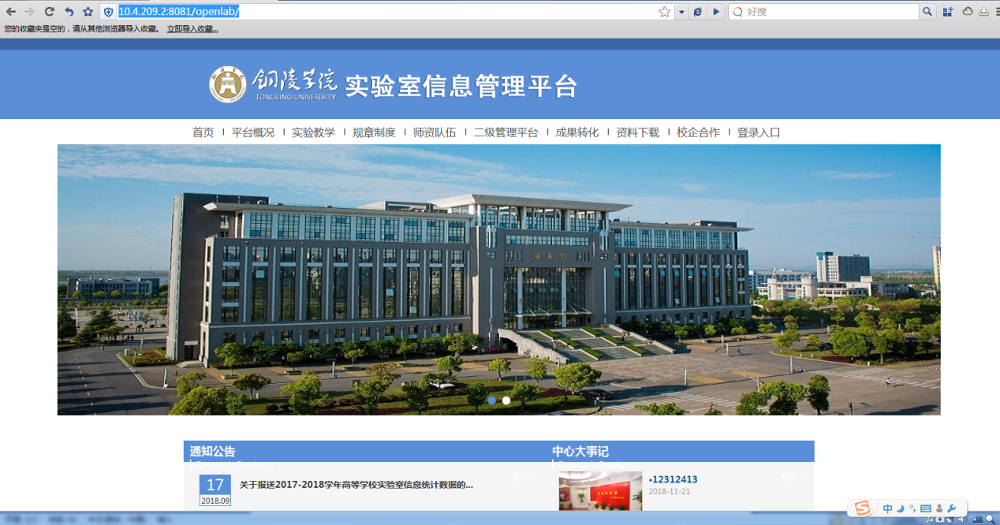 10.4.209.2:8081/openlab/
好搜
您的收藏夹是空的，请从其他浏览器导入收藏。 立即导入收藏...
铜陵学院 实验室信息管理平台
TONGLING UNIVERSITY
首页 | 平台概况 | 实验教学 | 规章制度 | 师资队伍 | 二级管理平台 | 成果转化 | 资料下载 | 校企合作 | 登录入口
通知公告
中心大事记
17
2018.09
关于报送2017-2018学年高等学校实验室信息统计数据的...
更多>>
•12312413
2018-11-21
更多>>
中